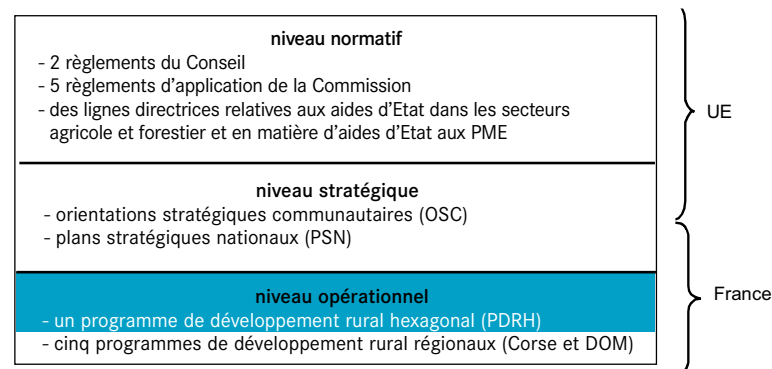 niveau normatif
- 2 règlements du Conseil
- 5 règlements d'application de la Commission
- des lignes directrices relatives aux aides d'Etat dans les secteurs
agricole et forestier et en matière d'aides d'Etat aux PME
UE
niveau stratégique
- orientations stratégiques communautaires (OSC)
- plans stratégiques nationaux (PSN)
niveau opérationnel
- un programme de développement rural hexagonal (PDRH)
- cinq programmes de développement rural régionaux (Corse et DOM)
France